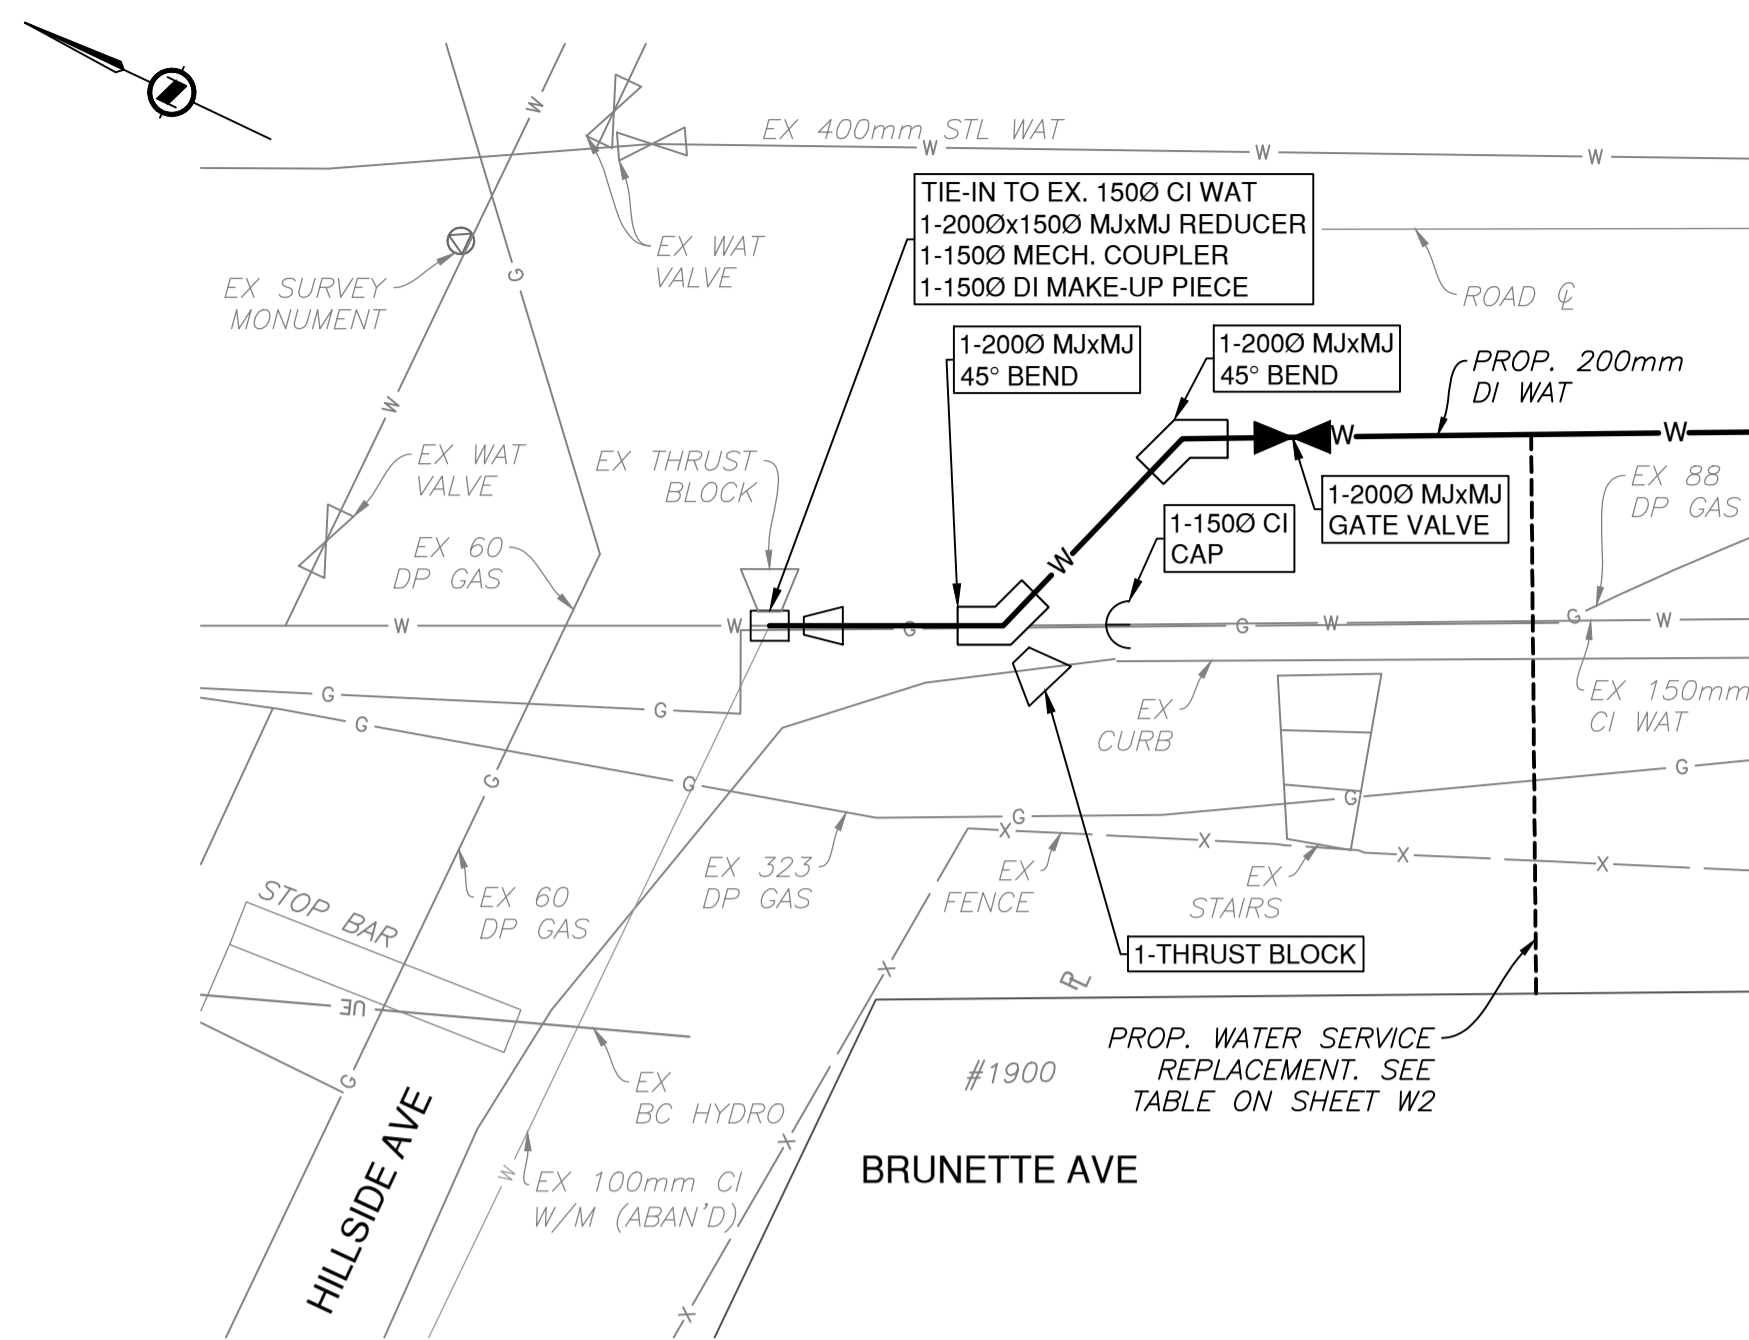 EX 400mm STL WAT
W
W
W
W
TIE-IN TO EX. 150Ø CI WAT
1-200Øx150Ø MJxMJ REDUCER
1-150Ø MECH. COUPLER
1-150Ø DI MAKE-UP PIECE
EX WAT
VALVE
G
EX SURVEY
MONUMENT
ROAD ℄
1-200Ø MJxMJ
45° BEND
1-200Ø MJxMJ
45° BEND
PROP. 200mm
DI WAT
W
W
W
EX WAT
VALVE
EX THRUST
BLOCK
EX 88
DP GAS
1-200Ø MJxMJ
GATE VALVE
1-150Ø CI
CAP
EX 60
DP GAS
W
W
W
G
G
W
G
W
EX 150mm
CI WAT
G
G
G
G
EX
CURB
G
G
G
G
G
EX 323
DP GAS
X
X
X
X
EX
FENCE
EX
STAIRS
EX 60
DP GAS
STOP BAR
1-THRUST BLOCK
PL
X
UE
PROP. WATER SERVICE
REPLACEMENT. SEE
TABLE ON SHEET W2
#1900
EX
BC HYDRO
G
X
W
EX 100mm CI
W/M (ABAN'D)
BRUNETTE AVE
HILLSIDE AVE
X